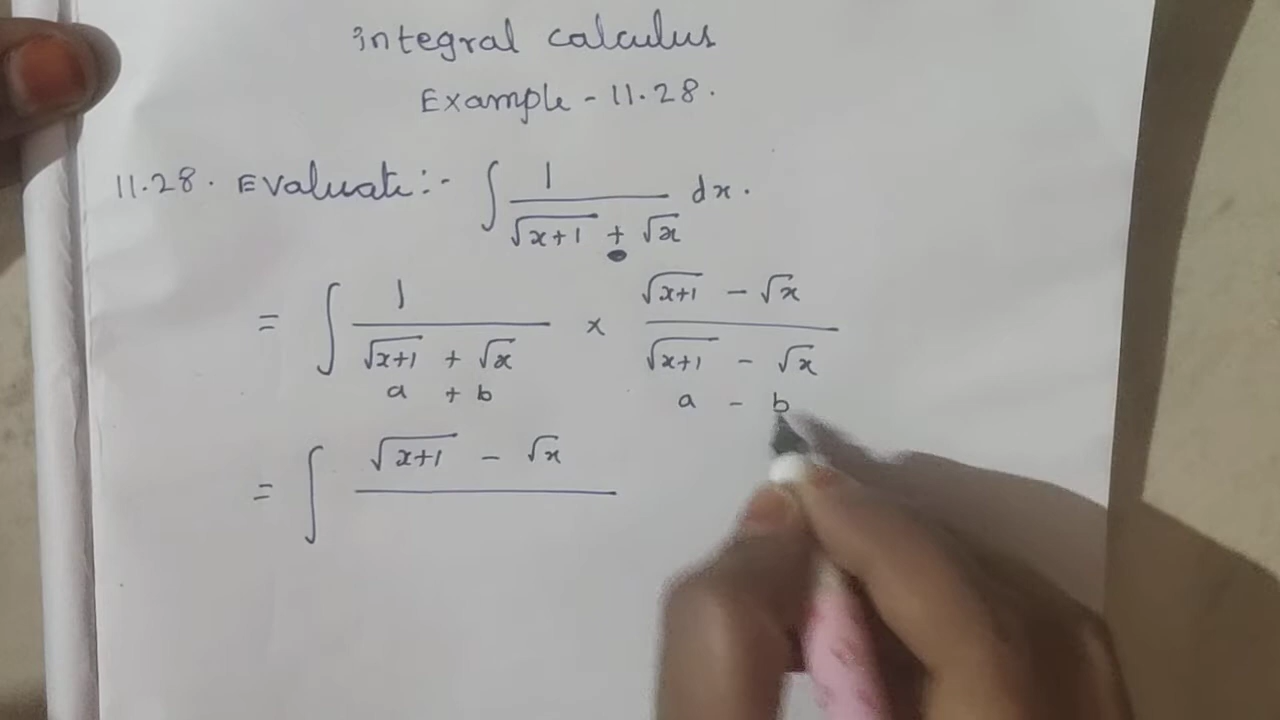 integral calculus
Example - 11.28.
11.28. Evaluate:- ∫ 1/(√(x+1) + √x) dx.
= ∫ 1/(√(x+1) + √x) × (√(x+1) - √x)/(√(x+1) - √x)
a + b a - b
= ∫ √(x+1) - √x